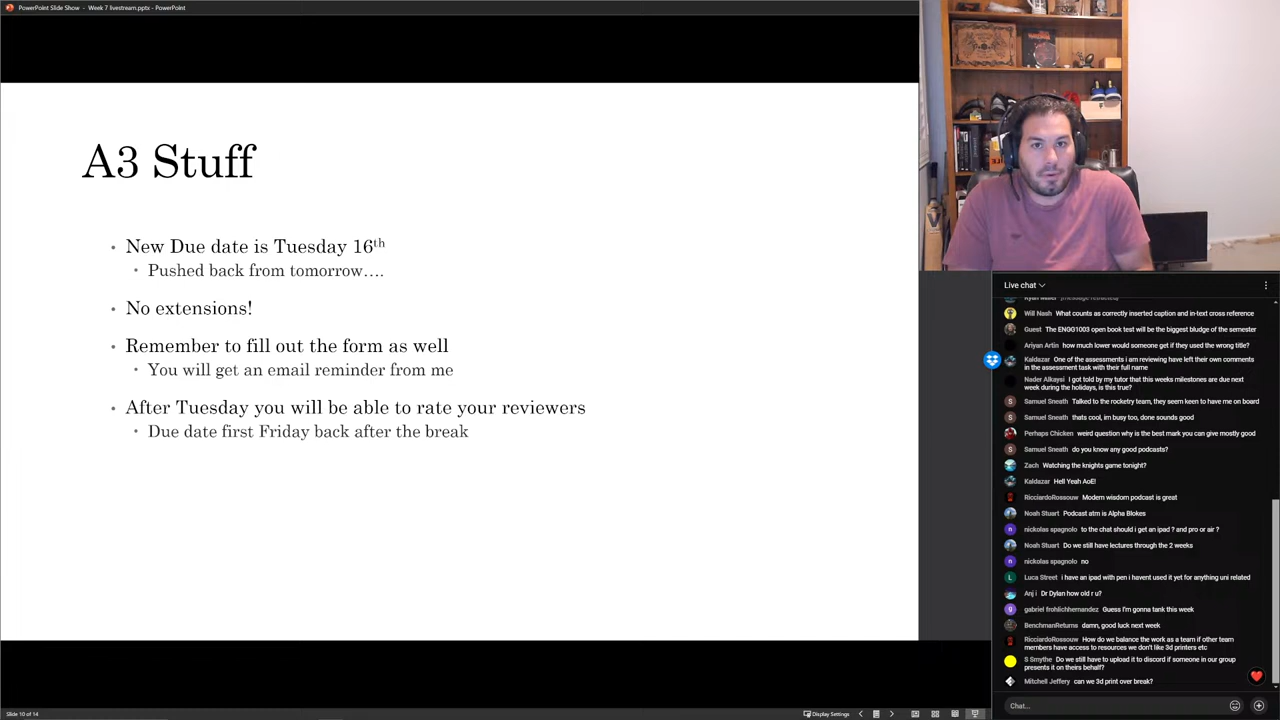 PowerPoint Slide Show - Week 7 livestream.pptx - PowerPoint
A3 Stuff
• New Due date is Tuesday 16th
• Pushed back from tomorrow….
• No extensions!
• Remember to fill out the form as well
• You will get an email reminder from me
• After Tuesday you will be able to rate your reviewers
• Due date first Friday back after the break
Live chat
Will Nash What counts as correctly inserted caption and in-text cross reference
Guest The ENGG1003 open book test will be the biggest bludge of the semester
Ariyan Artin how much lower would someone get if they used the wrong title?
Kaldazar One of the assessments i am reviewing have left their own comments
in the assessment task with their full name
Nader Alkaysi I got told by my tutor that this weeks milestones are due next
week during the holidays, is this true?
S Samuel Sneath Talked to the rocketry team, they seem keen to have me on board
S Samuel Sneath thats cool, im busy too, done sounds good
Perhaps Chicken weird question why is the best mark you can give mostly good
S Samuel Sneath do you know any good podcasts?
Zach Watching the knights game tonight?
Kaldazar Hell Yeah AoE!
RicciardoRossouw Modern wisdom podcast is great
Noah Stuart Podcast atm is Alpha Blokes
n nickolas spagnolo to the chat should i get an ipad ? and pro or air ?
Noah Stuart Do we still have lectures through the 2 weeks
n nickolas spagnolo no
L Luca Street i have an ipad with pen i havent used it yet for anything uni related
Anj i Dr Dylan how old r u?
g gabriel frohlichhernandez Guess I'm gonna tank this week
BenchmanReturns damn, good luck next week
RicciardoRossouw How do we balance the work as a team if other team
members have access to resources we don't like 3d printers etc
S Smythe Do we still have to upload it to discord if someone in our group
presents it on theirs behalf?
Mitchell Jeffery can we 3d print over break?
Chat...
Slide 10 of 14
Display Settings